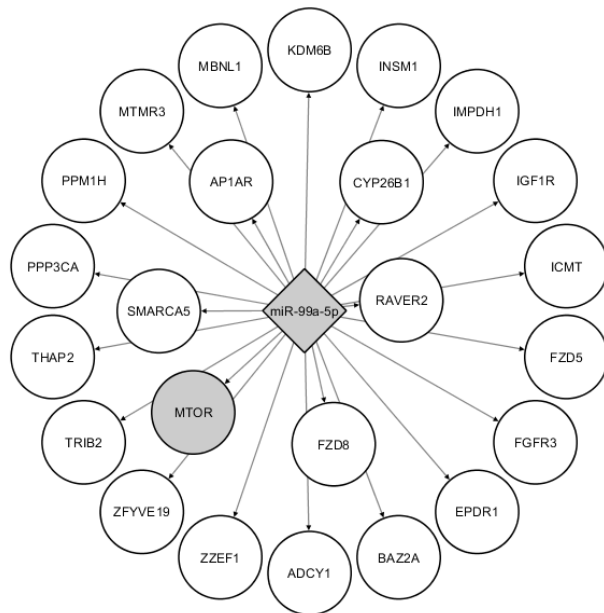 KDM6B
MBNL1
INSM1
MTMR3
IMPDH1
PPM1H
AP1AR
CYP26B1
IGF1R
PPP3CA
ICMT
SMARCA5
miR-99a-5p
RAVER2
THAP2
FZD5
MTOR
TRIB2
FZD8
FGFR3
ZFYVE19
EPDR1
ZZEF1
ADCY1
BAZ2A